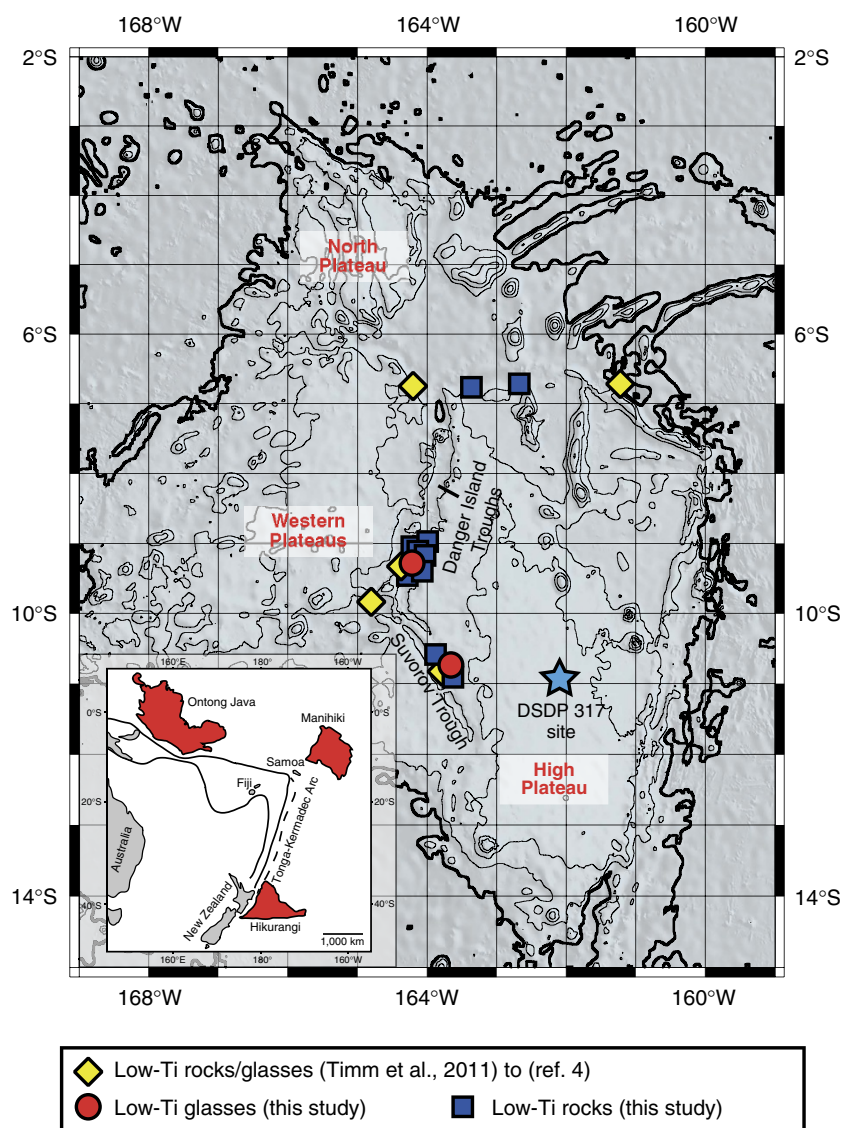 168°W 164°W 160°W
2°S 2°S
North
Plateau
6°S 6°S
Danger Island
Troughs
Western
Plateaus
10°S 10°S
Suvorov Trough
DSDP 317
site
High
Plateau
14°S 14°S
160°E 180° 160°W
Ontong Java
0°S 0°S
Manihiki
Samoa
Fiji
20°S 20°S
Tonga-Kermadec Arc
Australia
New Zealand
40°S 40°S
Hikurangi
1,000 km
160°E 180° 160°W
168°W 164°W 160°W
Low-Ti rocks/glasses (Timm et al., 2011) to (ref. 4)
Low-Ti glasses (this study) Low-Ti rocks (this study)